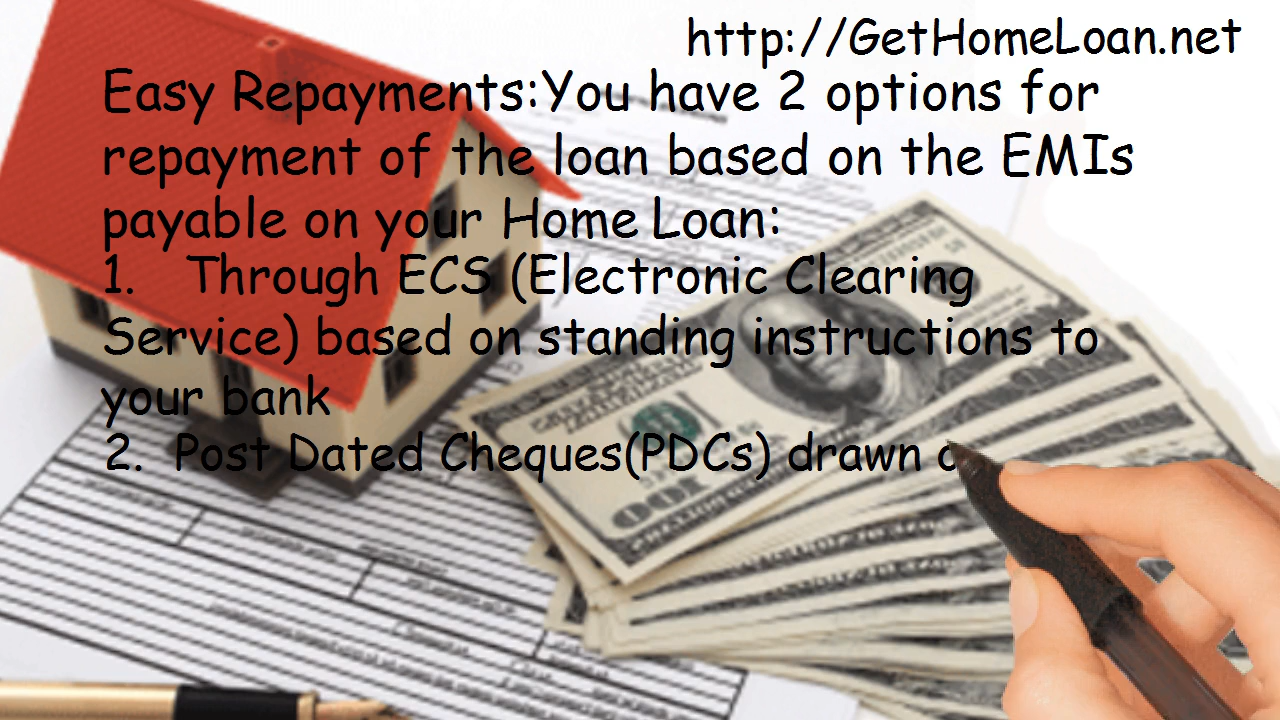 http://GetHomeLoan.net
Easy Repayments:You have 2 options for
repayment of the loan based on the EMIs
payable on your Home Loan:
1. Through ECS (Electronic Clearing
Service) based on standing instructions to
your bank
2. Post Dated Cheques(PDCs) drawn